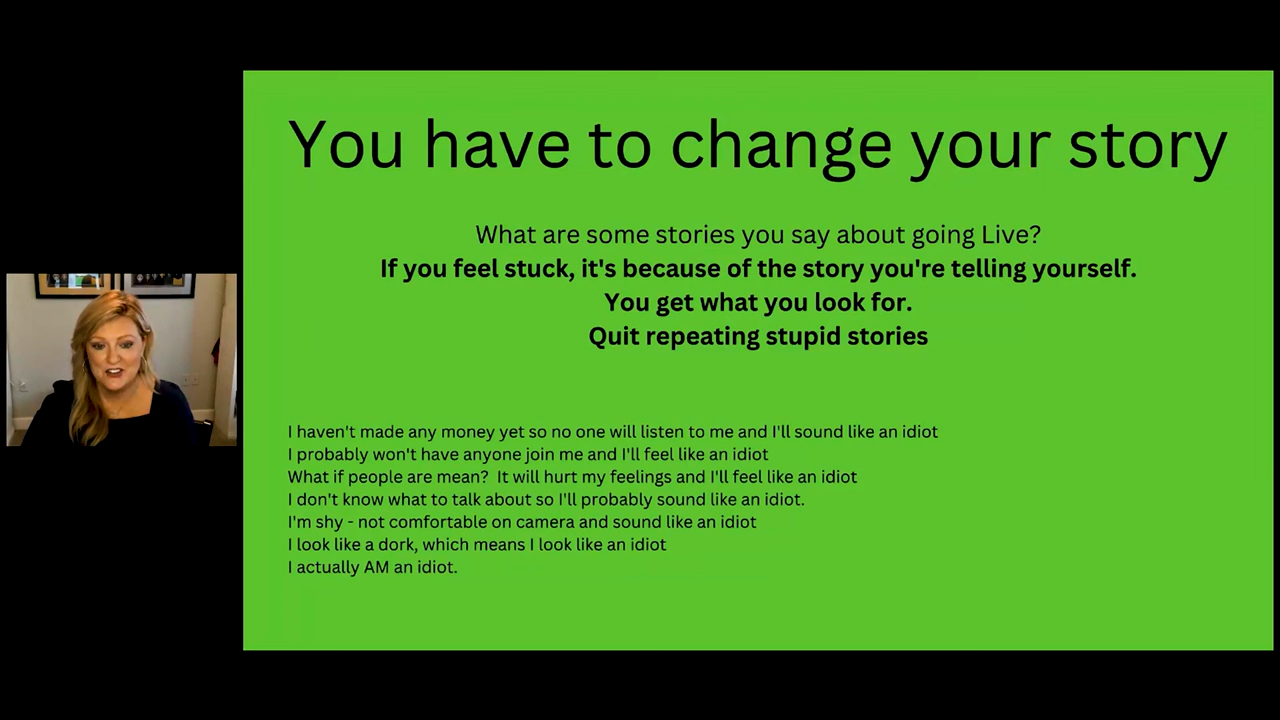 You have to change your story
What are some stories you say about going Live?
If you feel stuck, it's because of the story you're telling yourself.
You get what you look for.
Quit repeating stupid stories
I haven't made any money yet so no one will listen to me and I'll sound like an idiot
I probably won't have anyone join me and I'll feel like an idiot
What if people are mean?  It will hurt my feelings and I'll feel like an idiot
I don't know what to talk about so I'll probably sound like an idiot.
I'm shy - not comfortable on camera and sound like an idiot
I look like a dork, which means I look like an idiot
I actually AM an idiot.